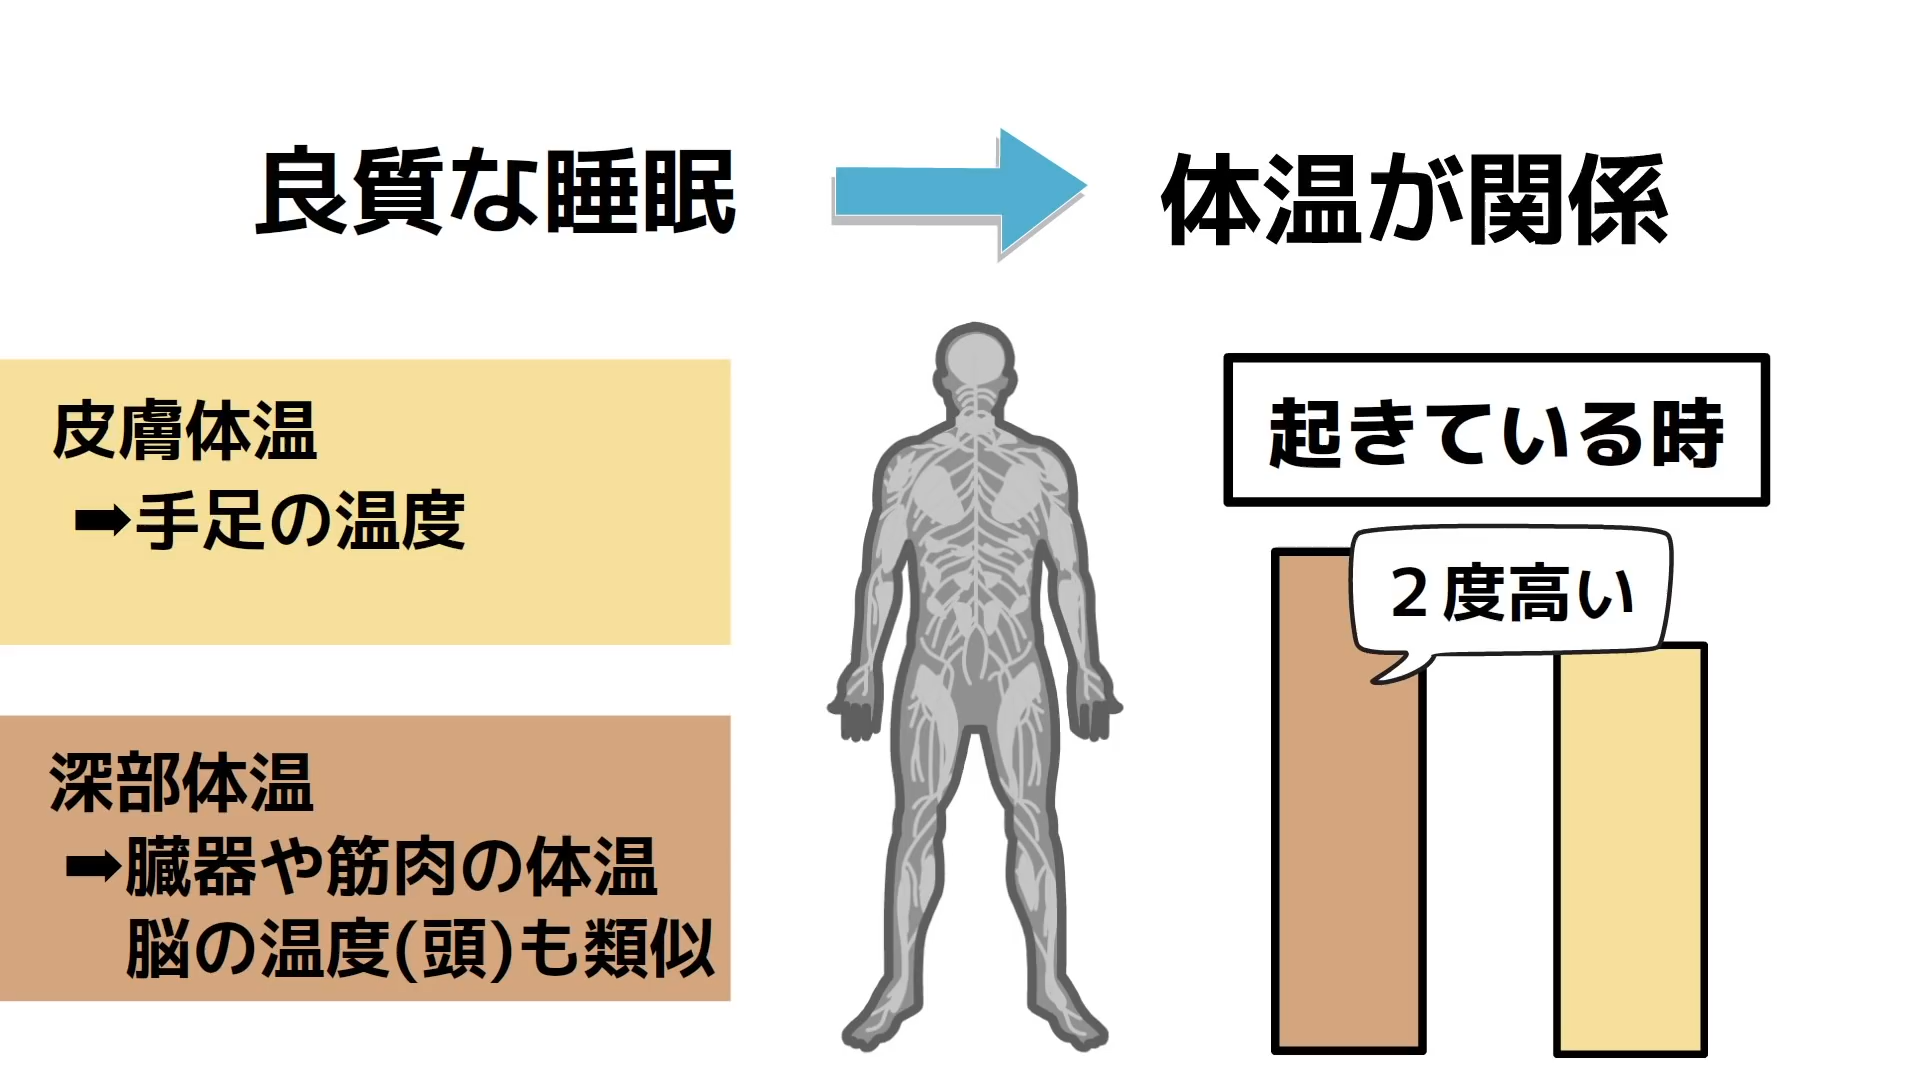 良質な睡眠
体温が関係
皮膚体温
➡手足の温度
深部体温
➡臓器や筋肉の体温
脳の温度(頭)も類似
起きている時
２度高い